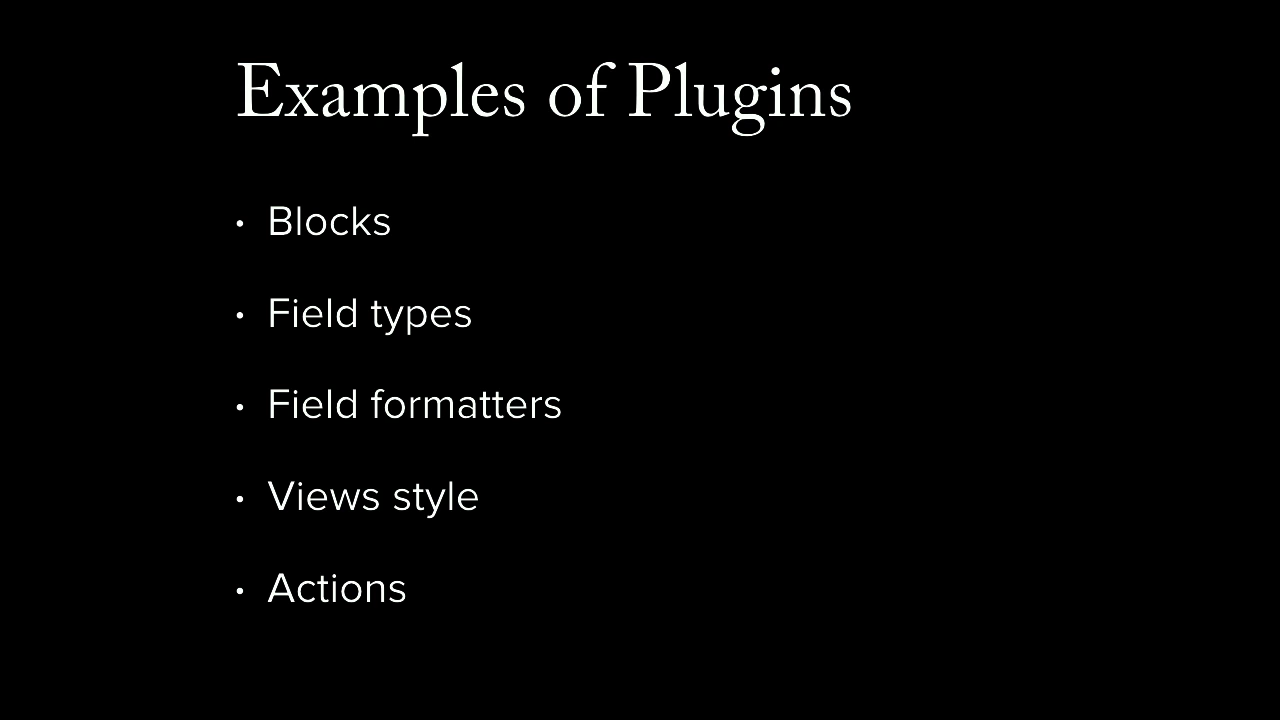 Examples of Plugins
• Blocks
• Field types
• Field formatters
• Views style
• Actions